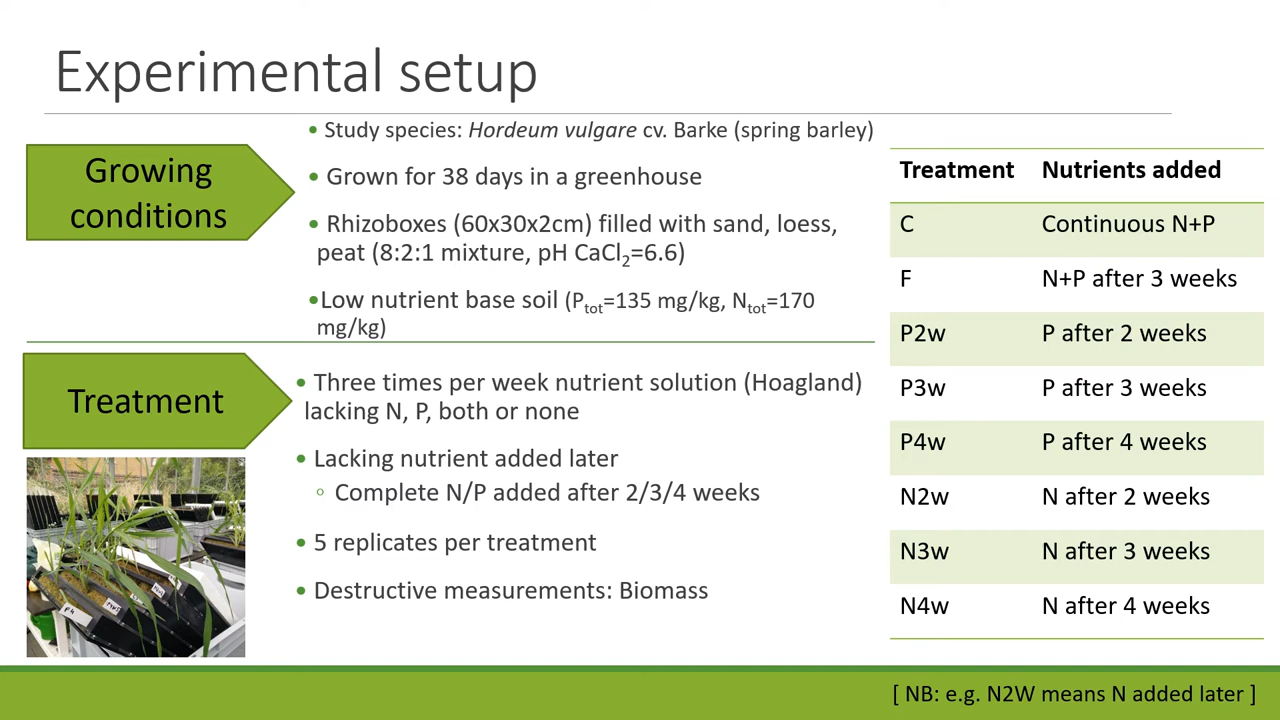 Experimental setup
Growing
conditions
• Study species: Hordeum vulgare cv. Barke (spring barley)
• Grown for 38 days in a greenhouse
• Rhizoboxes (60x30x2cm) filled with sand, loess,
peat (8:2:1 mixture, pH CaCl₂=6.6)
•Low nutrient base soil (Ptot=135 mg/kg, Ntot=170
mg/kg)
Treatment
• Three times per week nutrient solution (Hoagland)
lacking N, P, both or none
• Lacking nutrient added later
◦ Complete N/P added after 2/3/4 weeks
• 5 replicates per treatment
• Destructive measurements: Biomass
Treatment Nutrients added
C Continuous N+P
F N+P after 3 weeks
P2w P after 2 weeks
P3w P after 3 weeks
P4w P after 4 weeks
N2w N after 2 weeks
N3w N after 3 weeks
N4w N after 4 weeks
[ NB: e.g. N2W means N added later ]